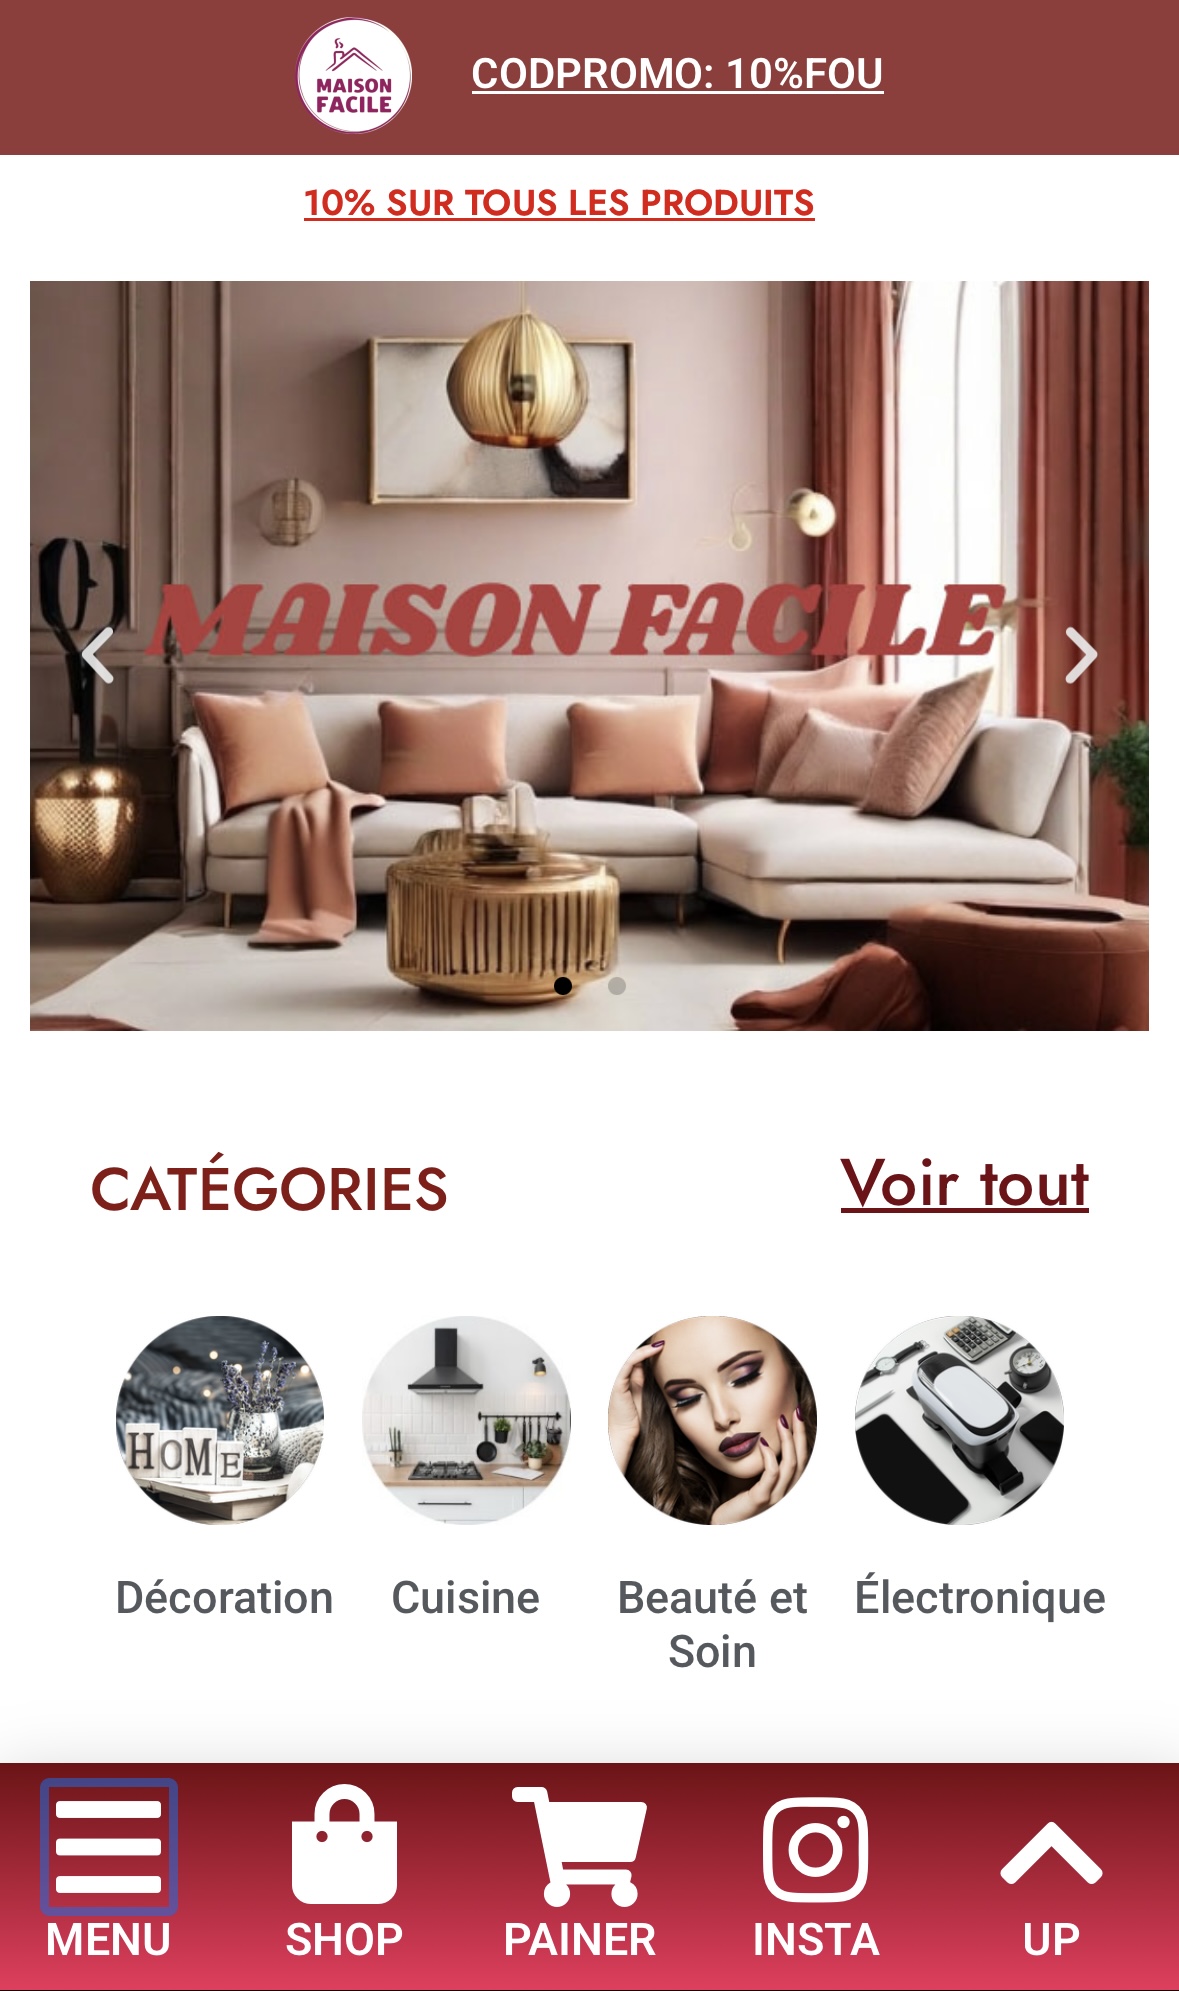 MAISON
FACILE
CODPROMO: 10%FOU
10% SUR TOUS LES PRODUITS
MAISON FACILE
CATÉGORIES
Voir tout
HOME
Décoration
Cuisine
Beauté et
Soin
Électronique
MENU
SHOP
PAINER
INSTA
UP